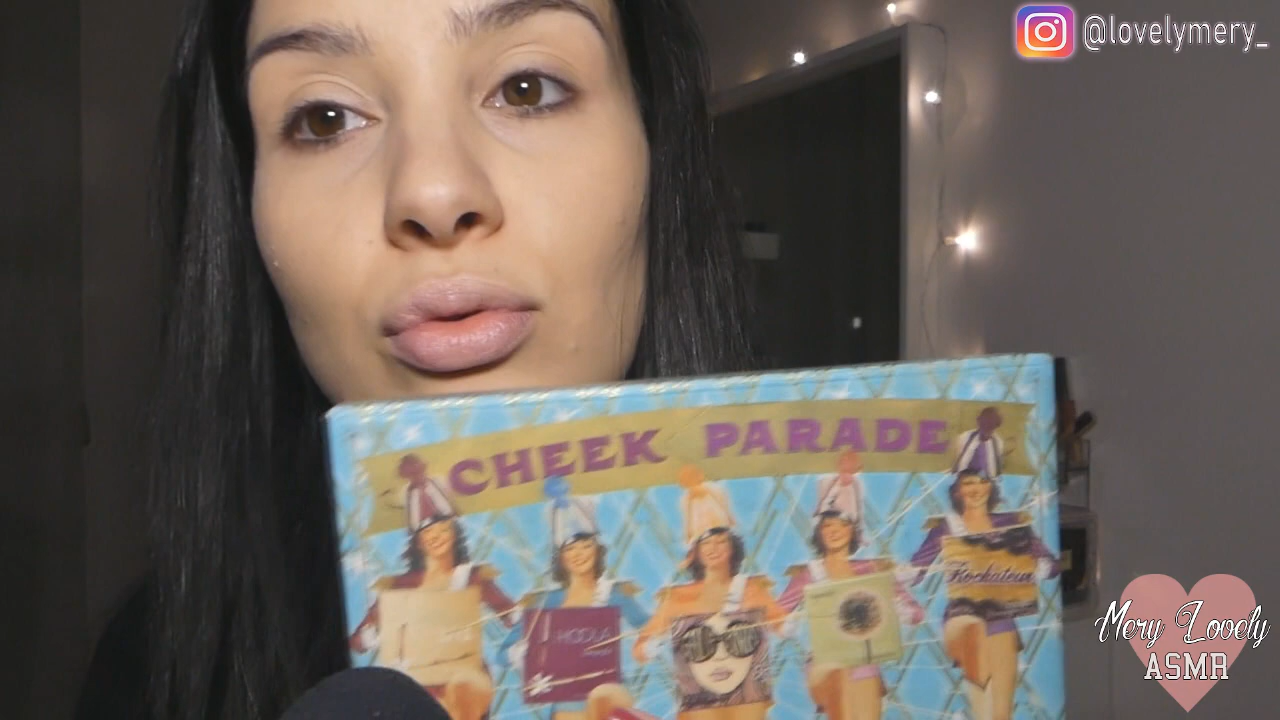 @lovelymery_
CHEEK PARADE
HOOLA
Rockateur
Mery Lovely
ASMR